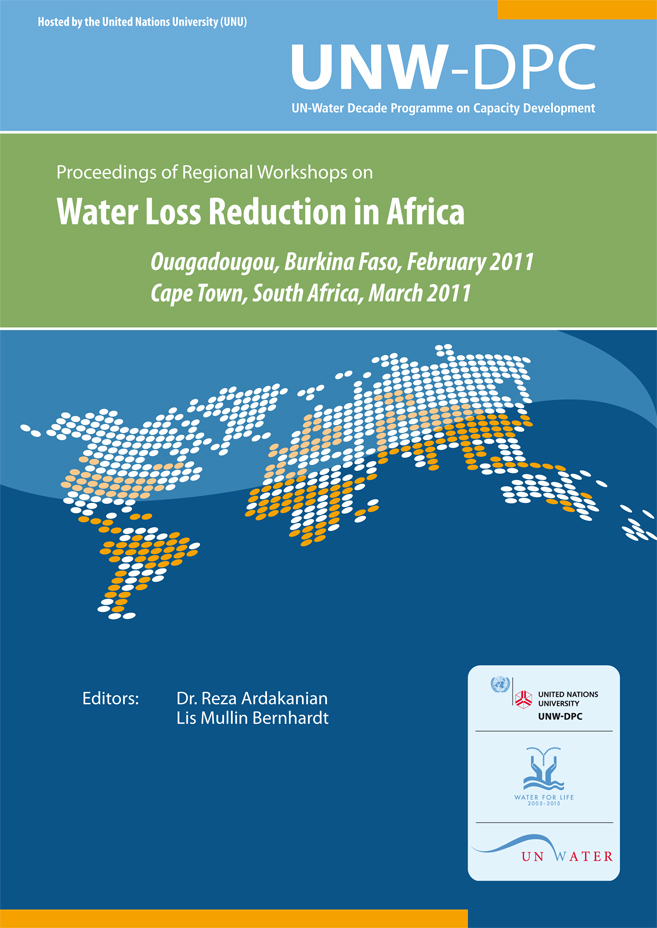 Hosted by the United Nations University (UNU)
UNW-DPC
UN-Water Decade Programme on Capacity Development
Proceedings of Regional Workshops on
Water Loss Reduction in Africa
Ouagadougou, Burkina Faso, February 2011
Cape Town, South Africa, March 2011
Editors: Dr. Reza Ardakanian
Lis Mullin Bernhardt
UNITED NATIONS
UNIVERSITY
UNW-DPC
WATER FOR LIFE
2005-2015
UN WATER